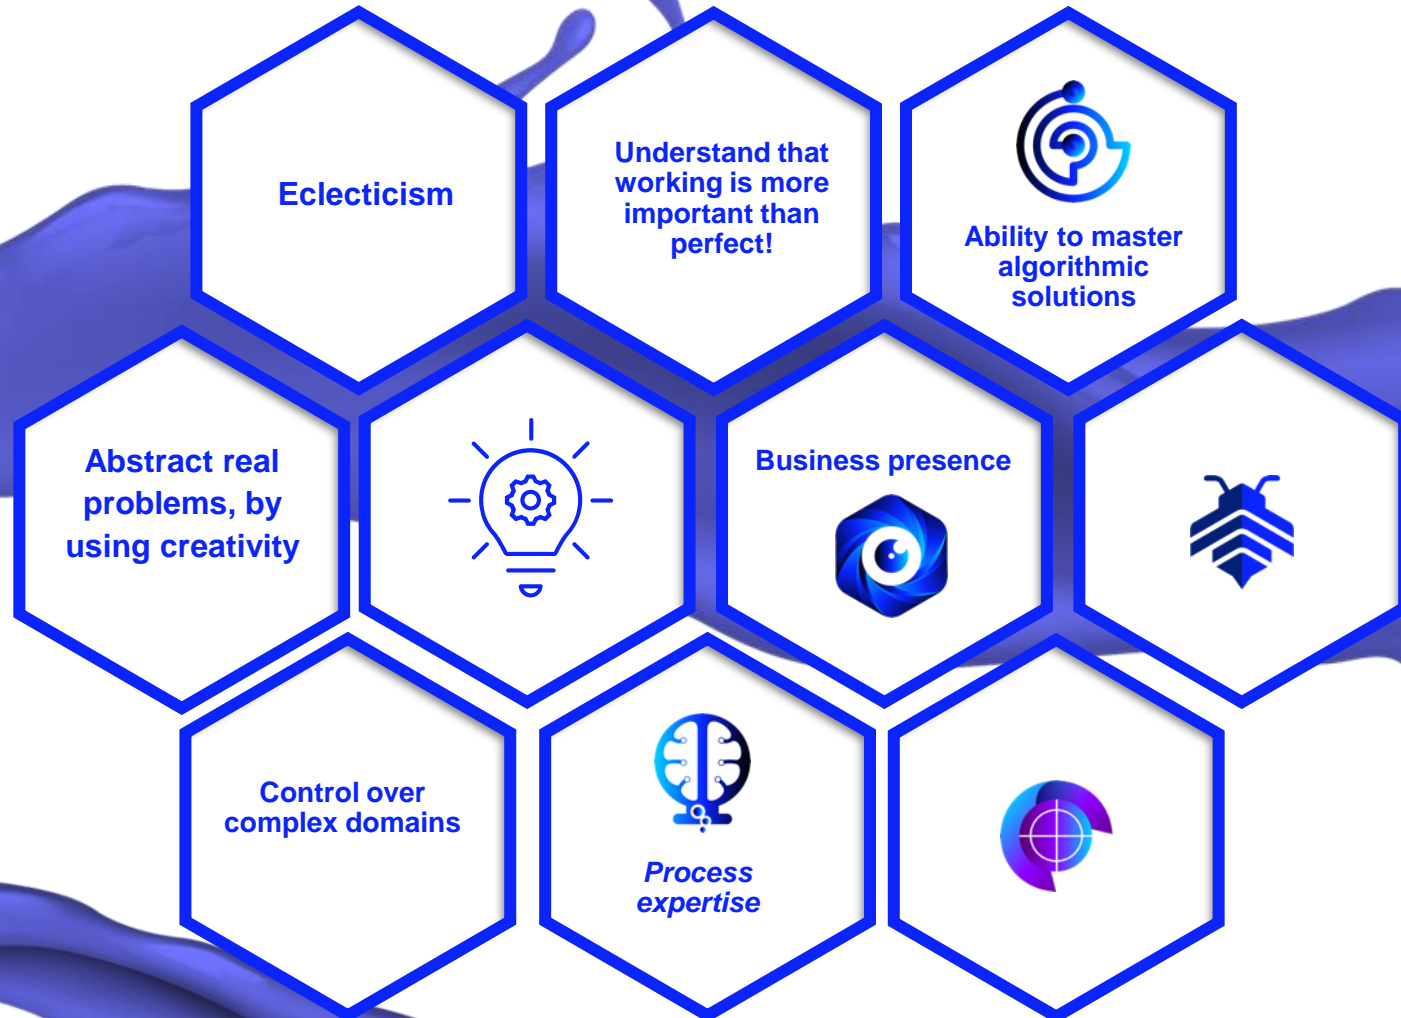 Eclecticism
Understand that
working is more
important than
perfect!
Ability to master
algorithmic
solutions
Abstract real
problems, by
using creativity
Business presence
Control over
complex domains
Process
expertise